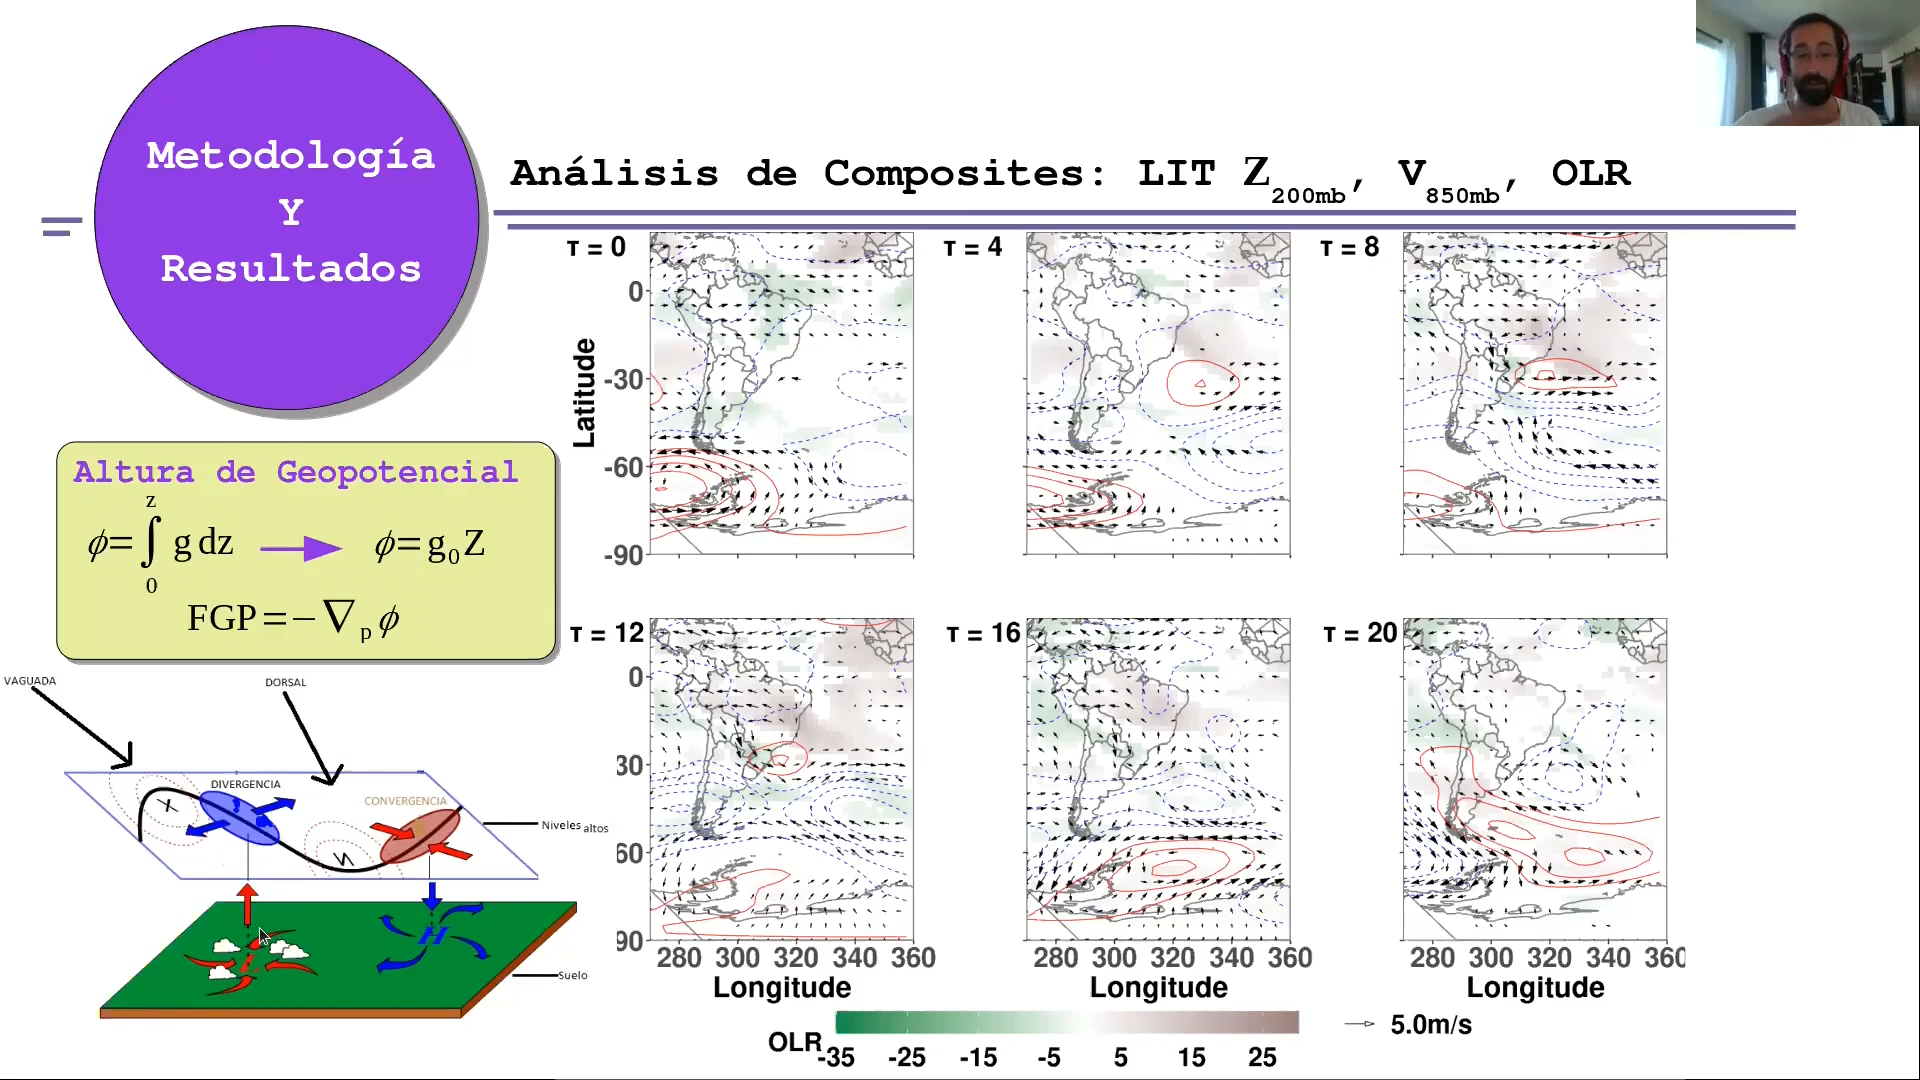 Metodología
Y
Resultados
Análisis de Composites: LIT Z200mb, V850mb, OLR
Altura de Geopotencial
z
ϕ=∫ g dz → ϕ=g0Z
0
FGP=−∇p ϕ
VAGUADA
DORSAL
DIVERGENCIA
CONVERGENCIA
Niveles altos
Suelo
H
L
τ = 0
τ = 4
τ = 8
Latitude
0
-30
-60
-90
τ = 12
τ = 16
τ = 20
0
30
60
90
280 300 320 340 360
280 300 320 340 360
280 300 320 340 360
Longitude
Longitude
Longitude
OLR
-35 -25 -15 -5 5 15 25
5.0m/s